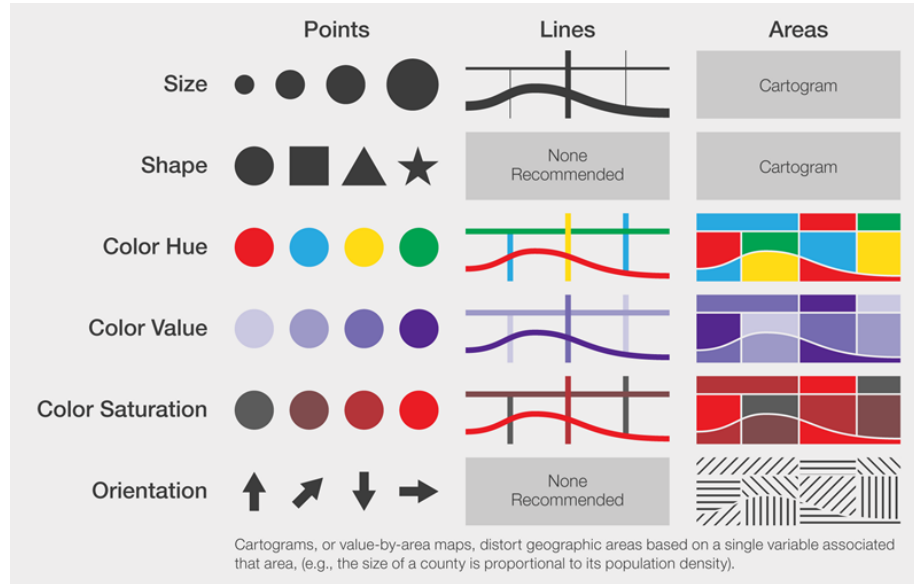 Points Lines Areas
Size
Cartogram
Shape
None
Recommended
Cartogram
Color Hue
Color Value
Color Saturation
Orientation
None
Recommended
Cartograms, or value-by-area maps, distort geographic areas based on a single variable associated
that area, (e.g., the size of a county is proportional to its population density).